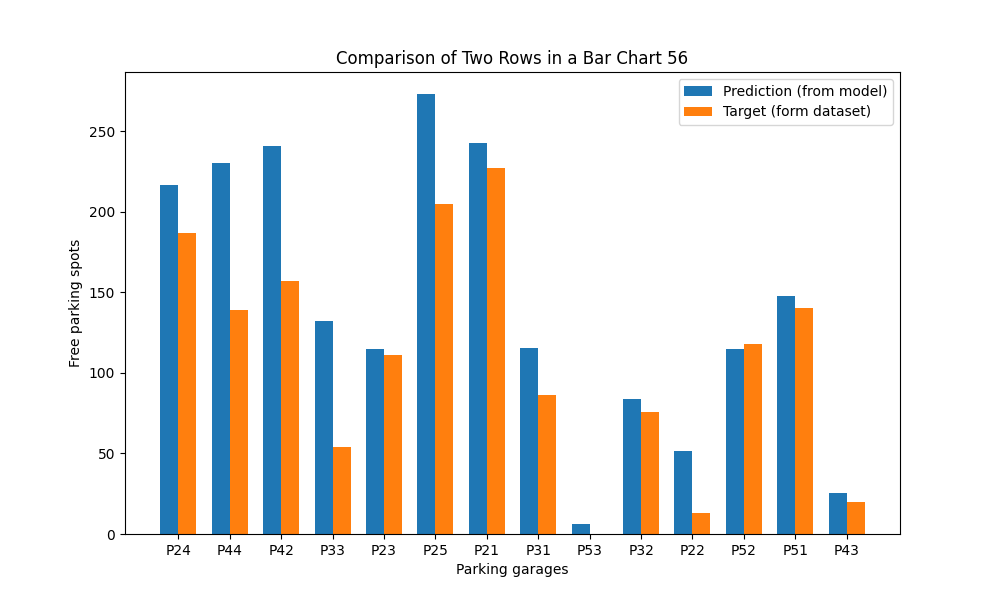 Comparison of Two Rows in a Bar Chart 56
Prediction (from model)
Target (form dataset)
Free parking spots
250
200
150
100
50
0
P24 P44 P42 P33 P23 P25 P21 P31 P53 P32 P22 P52 P51 P43
Parking garages